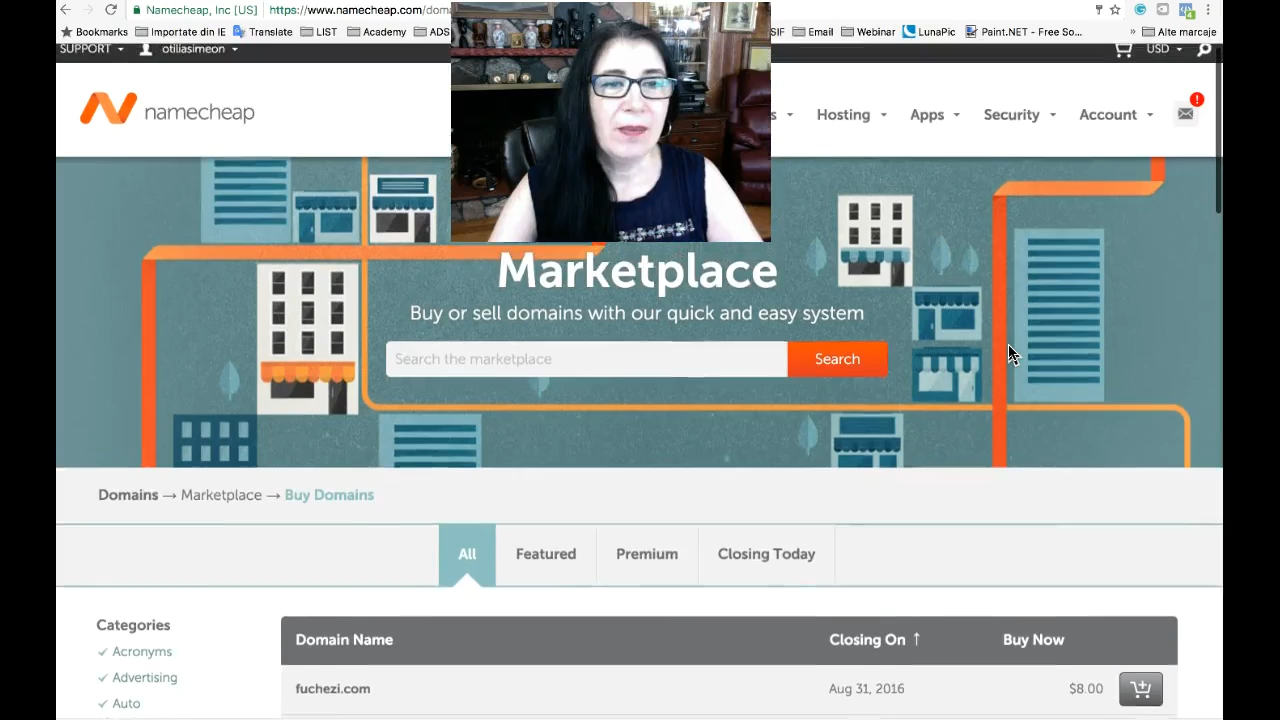 Namecheap, Inc [US] https://www.namecheap.com/dom
Bookmarks Importate din IE Translate LIST Academy ADS SIF Email Webinar LunaPic Paint.NET - Free So... >> Alte marcaje
SUPPORT otiliasimeon USD
namecheap Hosting Apps Security Account !
Marketplace
Buy or sell domains with our quick and easy system
Search the marketplace Search
Domains → Marketplace → Buy Domains
All Featured Premium Closing Today
Categories
Domain Name Closing On ↑ Buy Now
Acronyms
Advertising
fuchezi.com Aug 31, 2016 $8.00
Auto